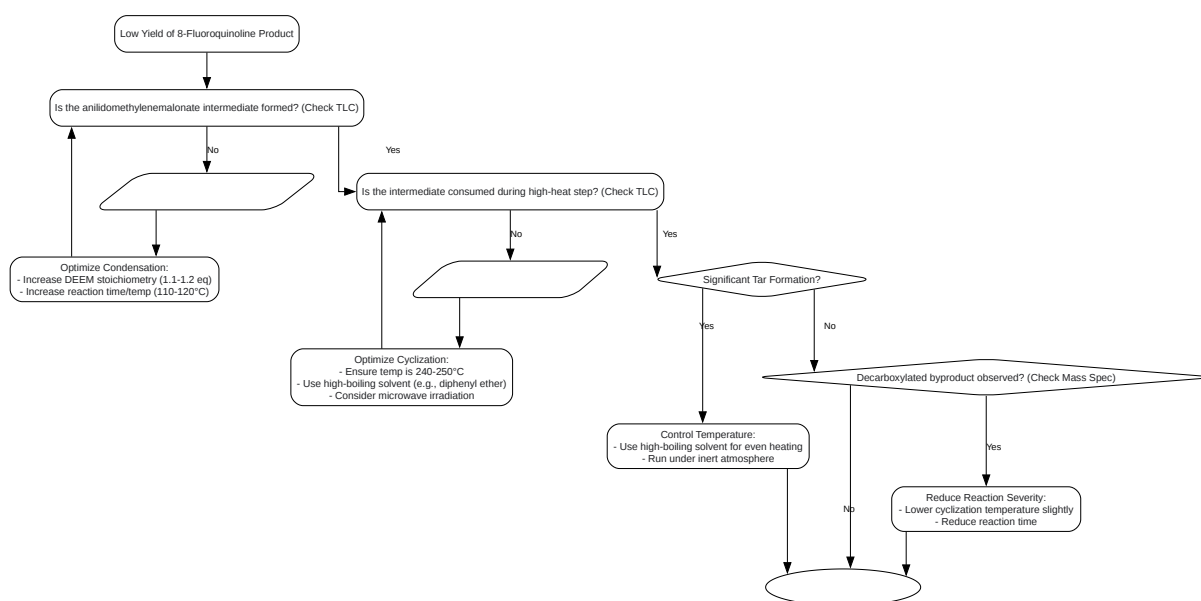 Low Yield of 8-Fluoroquinoline Product
Is the anilidomethylenemalonate intermediate formed? (Check TLC)
No
Yes
Is the intermediate consumed during high-heat step? (Check TLC)
No
Yes
Optimize Condensation:
- Increase DEEM stoichiometry (1.1-1.2 eq)
- Increase reaction time/temp (110-120°C)
Significant Tar Formation?
Yes
No
Optimize Cyclization:
- Ensure temp is 240-250°C
- Use high-boiling solvent (e.g., diphenyl ether)
- Consider microwave irradiation
Decarboxylated byproduct observed? (Check Mass Spec)
Control Temperature:
- Use high-boiling solvent for even heating
- Run under inert atmosphere
Yes
No
Reduce Reaction Severity:
- Lower cyclization temperature slightly
- Reduce reaction time